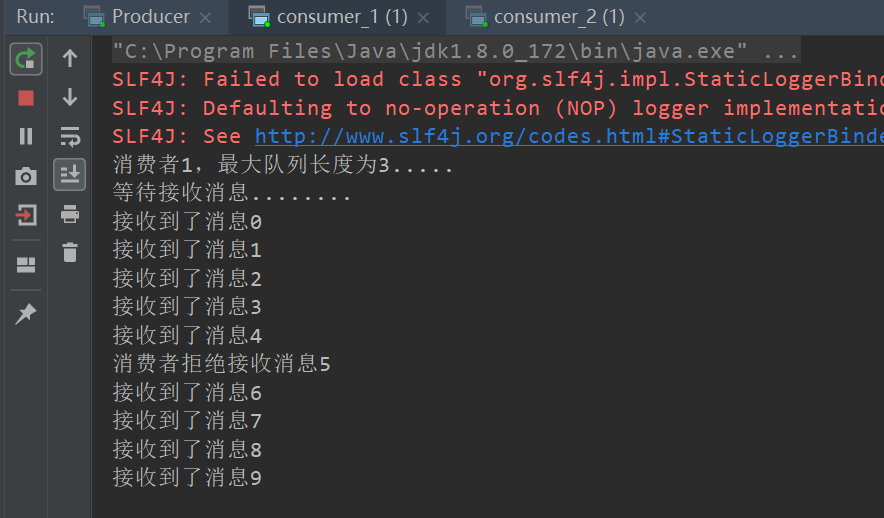 Run: Producer × consumer_1 (1) × consumer_2 (1) ×
"C:\Program Files\Java\jdk1.8.0_172\bin\java.exe" ...
SLF4J: Failed to load class "org.slf4j.impl.StaticLoggerBind
SLF4J: Defaulting to no-operation (NOP) logger implementatio
SLF4J: See http://www.slf4j.org/codes.html#StaticLoggerBinde
消费者1，最大队列长度为3.....
等待接收消息........
接收到了消息0
接收到了消息1
接收到了消息2
接收到了消息3
接收到了消息4
消费者拒绝接收消息5
接收到了消息6
接收到了消息7
接收到了消息8
接收到了消息9